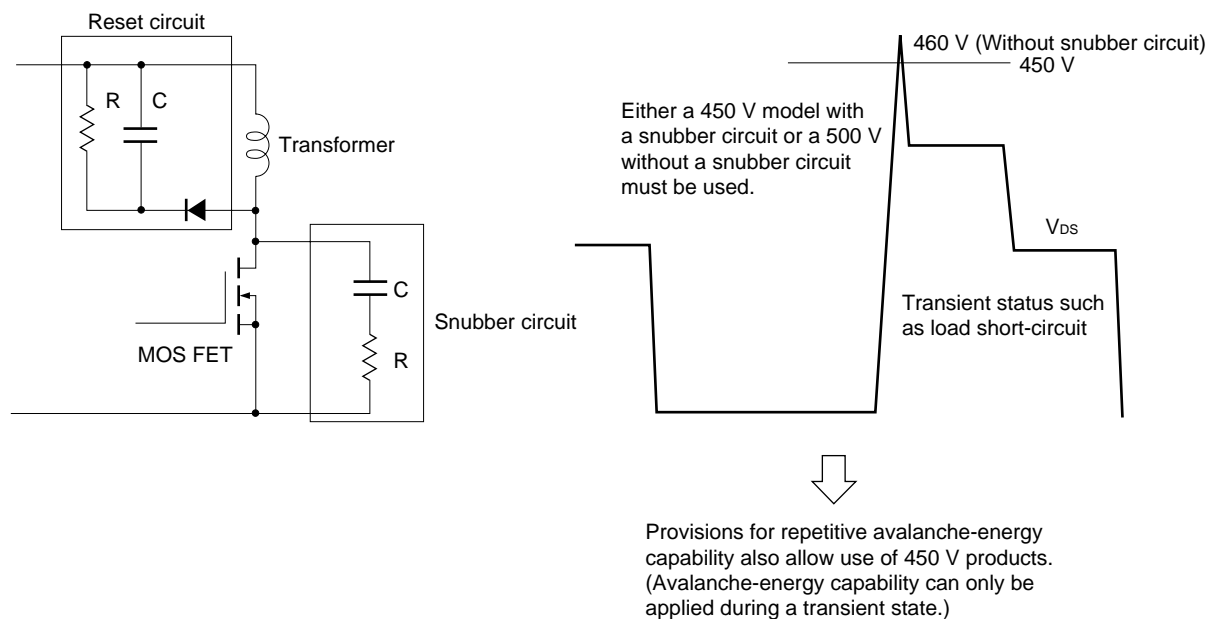 Reset circuit
R
C
Transformer
MOS FET
C
R
Snubber circuit
460 V (Without snubber circuit)
450 V
Either a 450 V model with
a snubber circuit or a 500 V
without a snubber circuit
must be used.
VDS
Transient status such
as load short-circuit
Provisions for repetitive avalanche-energy
capability also allow use of 450 V products.
(Avalanche-energy capability can only be
applied during a transient state.)